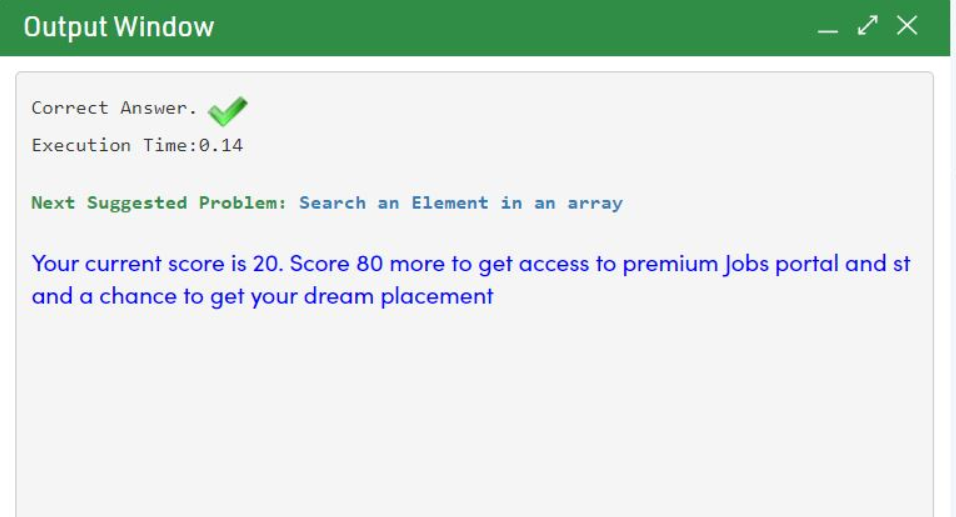 Output Window
Correct Answer.
Execution Time:0.14
Next Suggested Problem: Search an Element in an array
Your current score is 20. Score 80 more to get access to premium Jobs portal and st
and a chance to get your dream placement